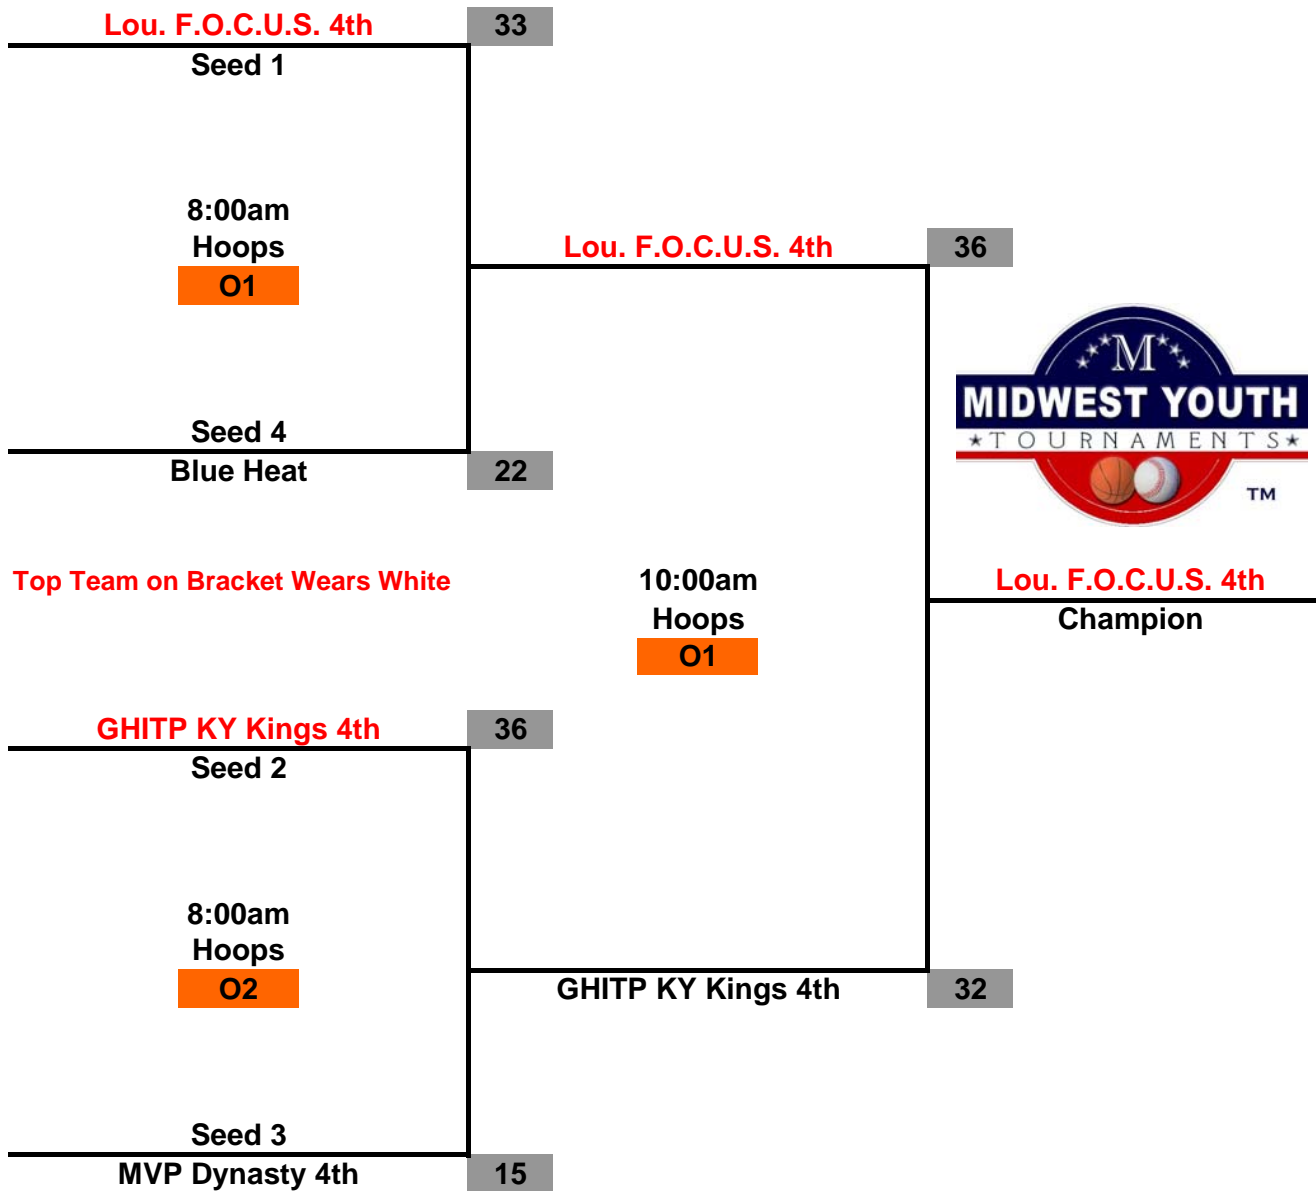 Lou. F.O.C.U.S. 4th 33
Seed 1
8:00am
Hoops
O1
Lou. F.O.C.U.S. 4th 36
M
MIDWEST YOUTH
TOURNAMENTS
TM
Seed 4
Blue Heat 22
Top Team on Bracket Wears White
10:00am
Hoops
O1
Lou. F.O.C.U.S. 4th
Champion
GHITP KY Kings 4th 36
Seed 2
8:00am
Hoops
O2
GHITP KY Kings 4th 32
Seed 3
MVP Dynasty 4th 15